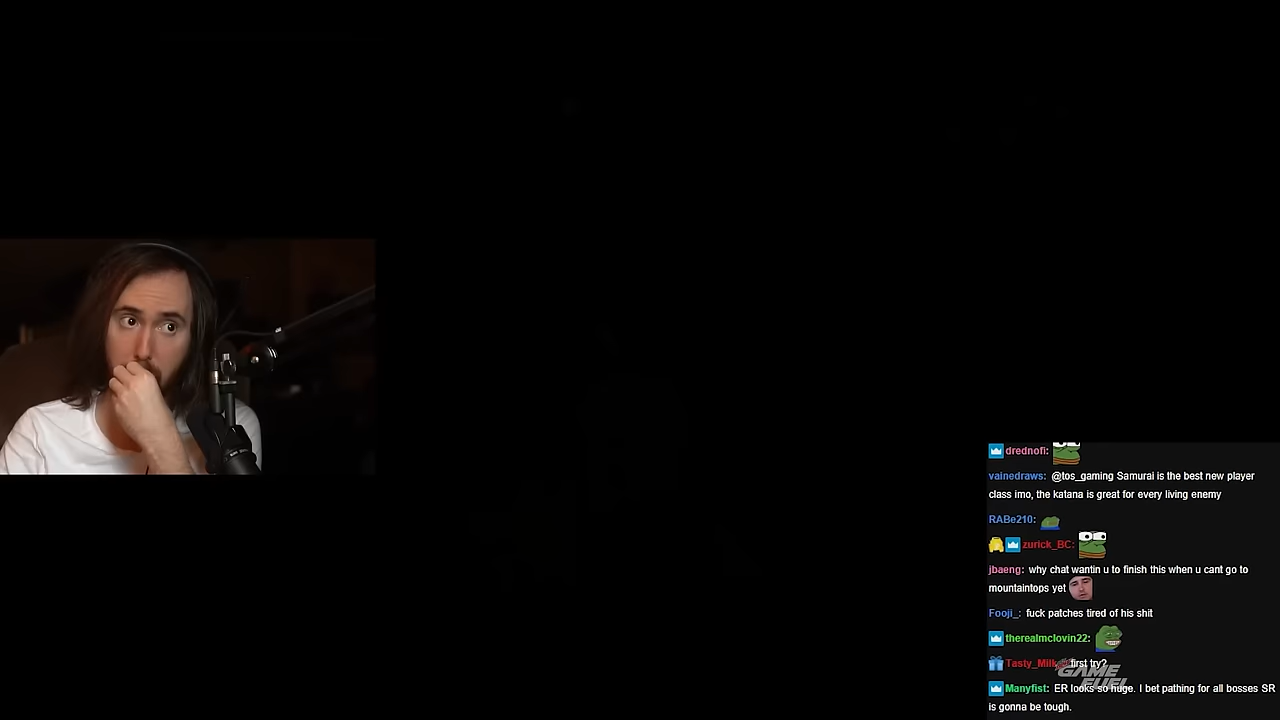 drednofi:
vainedraws: @tos_gaming Samurai is the best new player
class imo, the katana is great for every living enemy
RABe210:
zurick_BC:
jbaeng: why chat wantin u to finish this when u cant go to
mountaintops yet
Fooji_: fuck patches tired of his shit
therealmclovin22:
Tasty_Milk first try?
GAME FUEL
Manyfist: ER looks so huge. I bet pathing for all bosses SR
is gonna be tough.